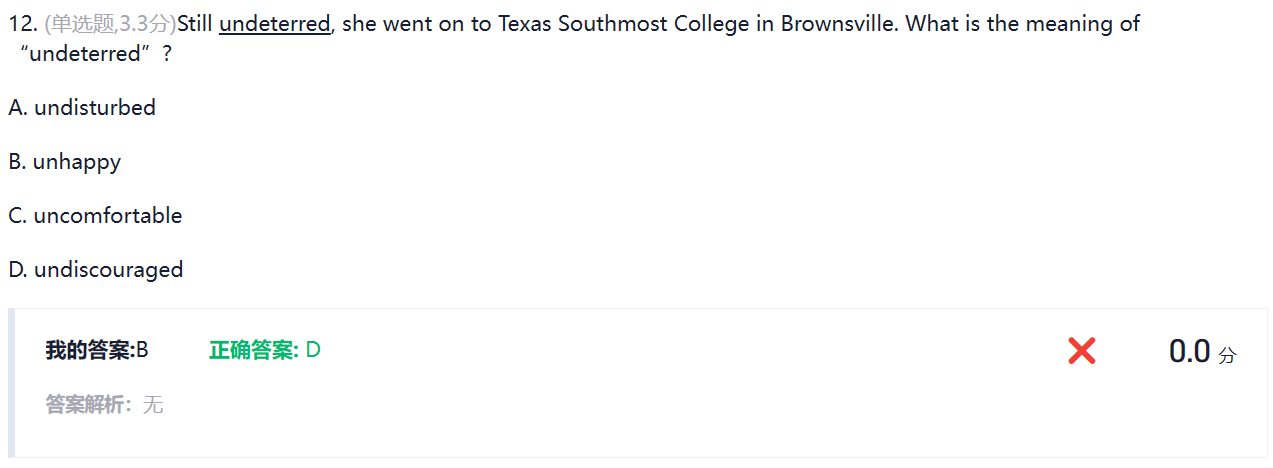 12. (单选题,3.3分)Still undeterred, she went on to Texas Southmost College in Brownsville. What is the meaning of
“undeterred”?
A. undisturbed
B. unhappy
C. uncomfortable
D. undiscouraged
我的答案:B 正确答案: D 0.0 分
答案解析：无